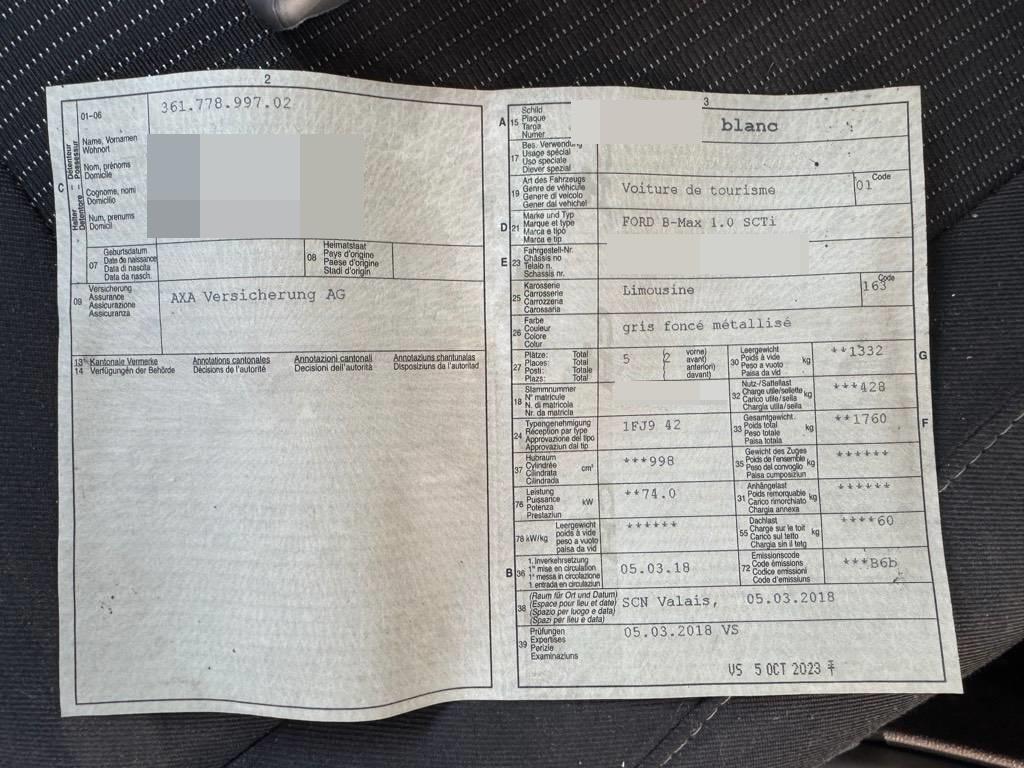 2
01-06
361.778.997.02
C
Halter
Détenteur
Detentore
Possessur
Name, Vornamen
Wohnort
Nom, prénoms
Domicile
Cognome, nomi
Domicilio
Num, prenums
Domicil
07
Geburtsdatum
Date de naissance
Data di nascita
Data da nasch.
08
Heimatstaat
Pays d'origine
Paese d'origine
Stadi d'origin
09
Versicherung
Assurance
Assicurazione
Assicuranza
AXA Versicherung AG
13 Kantonale Vermerke Annotations cantonales Annotazioni cantonali Annotaziuns chantunalas
14 Verfügungen der Behörde Décisions de l'autorité Decisioni dell'autorità Disposiziuns da l'autoritad
3
A 15
Schild
Plaque
Targa
Numer
blanc
17
Bes. Verwendung
Usage spécial
Uso speciale
Diever spezial
19
Art des Fahrzeugs
Genre de véhicule
Genere di veicolo
Gener dal vehichel
Voiture de tourisme
Code
01
D 21
Marke und Typ
Marque et type
Marca e tipo
Marca e tip
FORD B-Max 1.0 SCTi
E 23
Fahrgestell-Nr.
Châssis no
Telaio n.
Schassis nr.
25
Karosserie
Carrosserie
Carrozzeria
Carossaria
Limousine
Code
163
26
Farbe
Couleur
Colore
Colur
gris foncé métallisé
27
Plätze: Total
Places: Total
Posti: Totale
Plazs: Total
5
(2
vorne)
avant)
anteriori)
davant)
30
Leergewicht
Poids à vide
Peso a vuoto
Paisa da vid
kg
**1332
G
18
Stammnummer
N° matricule
N. di matricola
Nr. da matricla
32
Nutz-/Sattellast
Charge utile/sellette
Carico utile/sella
Chargia utila/sella
kg
***428
24
Typengenehmigung
Réception par type
Approvazione del tipo
Approvaziun dal tip
1FJ9 42
33
Gesamtgewicht
Poids total
Peso totale
Paisa totala
kg
**1760
F
37
Hubraum
Cylindrée
Cilindrata
Cilindrada
cm³
***998
35
Gewicht des Zuges
Poids de l'ensemble
Peso del convoglio
Paisa cumposiziun
kg
******
76
Leistung
Puissance
Potenza
Prestaziun
kW
**74.0
31
Anhängelast
Poids remorquable
Carico rimorchiato
Chargia annexa
kg
******
78 kW/kg
Leergewicht
poids à vide
peso a vuoto
paisa da vid
******
55
Dachlast
Charge sur le toit
Carico sul tetto
Chargia sin il tetg
kg
****60
B 36
1. Inverkehrsetzung
1re mise en circulation
1a messa in circolazione
1. entrada en circulaziun
05.03.18
72
Emissionscode
Code émissions
Codice emissioni
Code d'emissiuns
***B6b
38
(Raum für Ort und Datum)
(Espace pour lieu et date)
(Spazio per luogo e data)
(Spazi per lieu e data)
SCN Valais, 05.03.2018
39
Prüfungen
Expertises
Perizie
Examinaziuns
05.03.2018 VS
VS 5 OCT 2023